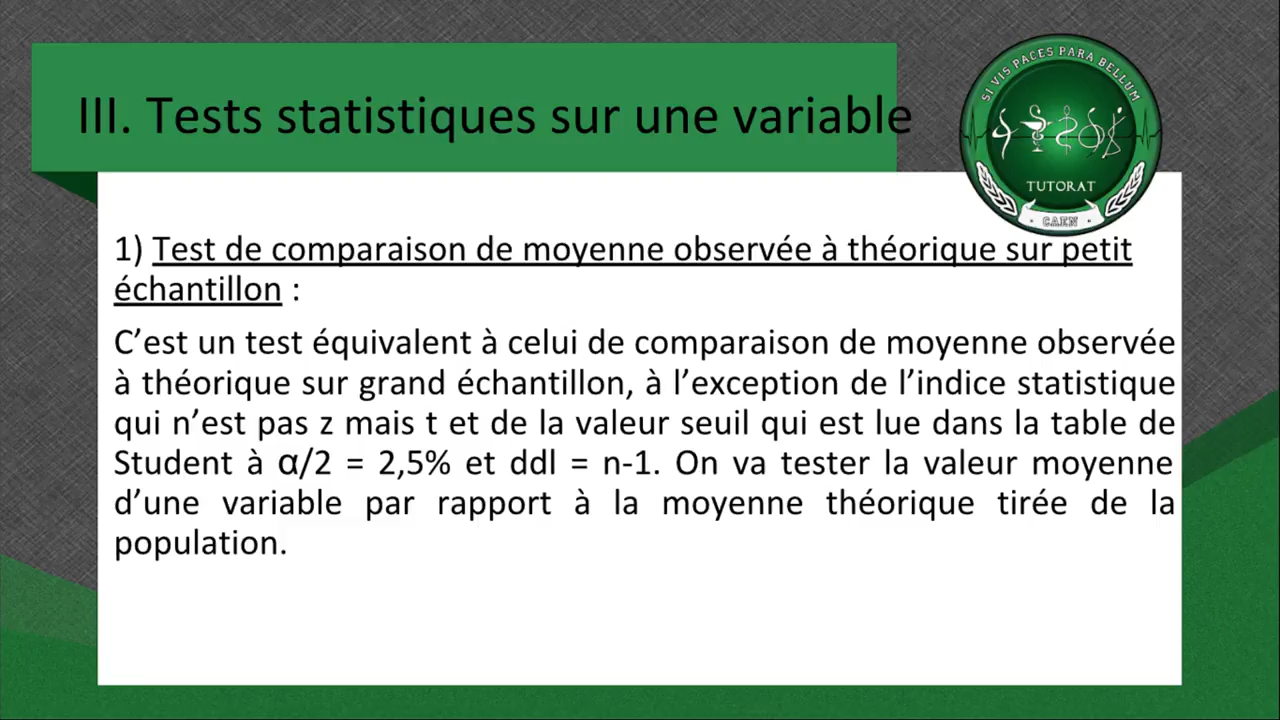 III. Tests statistiques sur une variable
SI VIS PACES PARA BELLUM
TUTORAT
CAEN
1) Test de comparaison de moyenne observée à théorique sur petit
échantillon :
C’est un test équivalent à celui de comparaison de moyenne observée
à théorique sur grand échantillon, à l’exception de l’indice statistique
qui n’est pas z mais t et de la valeur seuil qui est lue dans la table de
Student à α/2 = 2,5% et ddl = n-1. On va tester la valeur moyenne
d’une variable par rapport à la moyenne théorique tirée de la
population.